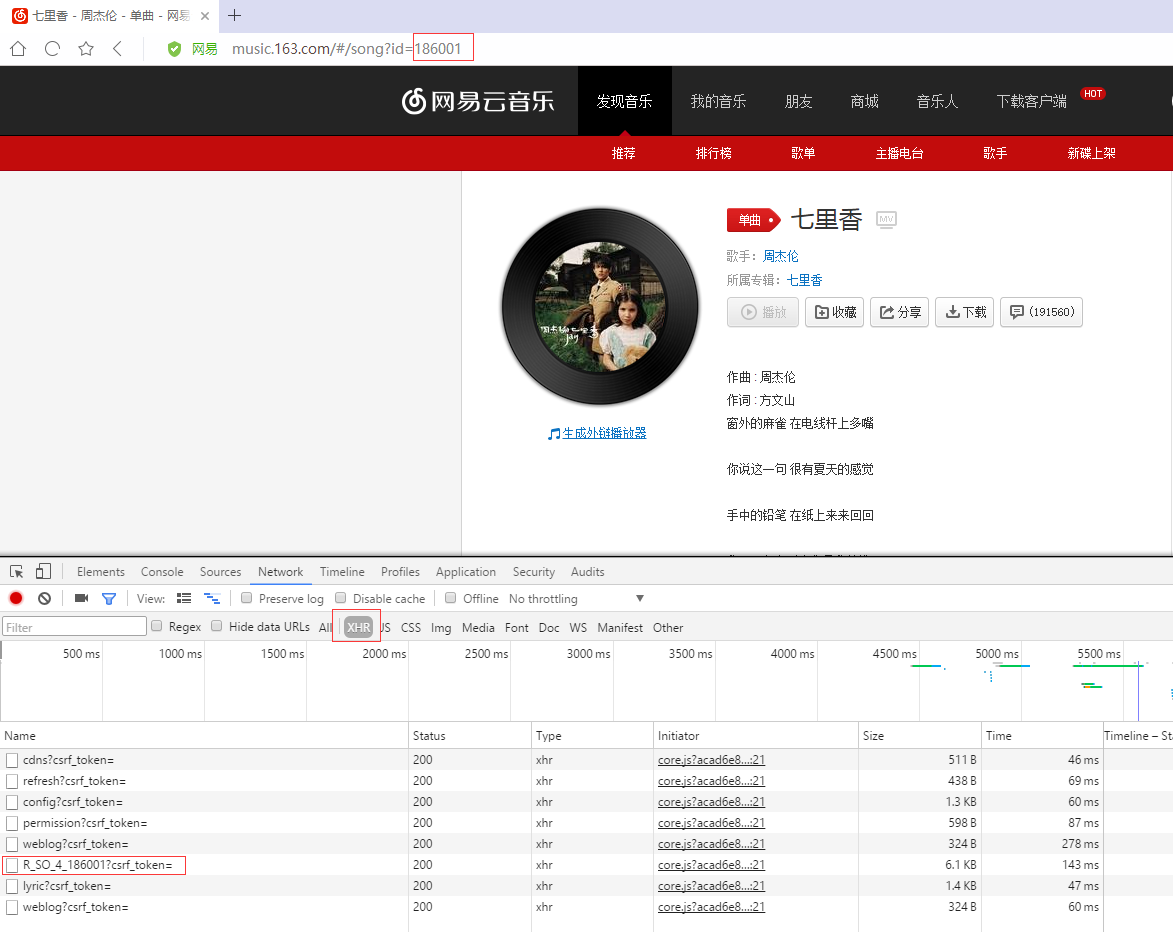 七里香 - 周杰伦 - 单曲 - 网易
网易 music.163.com/#/song?id=186001
网易云音乐 发现音乐 我的音乐 朋友 商城 音乐人 下载客户端 HOT
推荐 排行榜 歌单 主播电台 歌手 新碟上架
单曲 七里香 MV
歌手：周杰伦
所属专辑：七里香
播放 收藏 分享 下载 (191560)
周杰伦 七里香
Jay
生成外链播放器
作曲 : 周杰伦
作词 : 方文山
窗外的麻雀 在电线杆上多嘴
你说这一句 很有夏天的感觉
手中的铅笔 在纸上来来回回
Elements Console Sources Network Timeline Profiles Application Security Audits
View: Preserve log Disable cache Offline No throttling
Filter Regex Hide data URLs All XHR JS CSS Img Media Font Doc WS Manifest Other
500 ms 1000 ms 1500 ms 2000 ms 2500 ms 3000 ms 3500 ms 4000 ms 4500 ms 5000 ms 5500 ms
Name Status Type Initiator Size Time Timeline – St
cdns?csrf_token= 200 xhr core.js?acad6e8…:21 511 B 46 ms
refresh?csrf_token= 200 xhr core.js?acad6e8…:21 438 B 69 ms
config?csrf_token= 200 xhr core.js?acad6e8…:21 1.3 KB 60 ms
permission?csrf_token= 200 xhr core.js?acad6e8…:21 598 B 87 ms
weblog?csrf_token= 200 xhr core.js?acad6e8…:21 324 B 278 ms
R_SO_4_186001?csrf_token= 200 xhr core.js?acad6e8…:21 6.1 KB 143 ms
lyric?csrf_token= 200 xhr core.js?acad6e8…:21 1.4 KB 47 ms
weblog?csrf_token= 200 xhr core.js?acad6e8…:21 324 B 60 ms